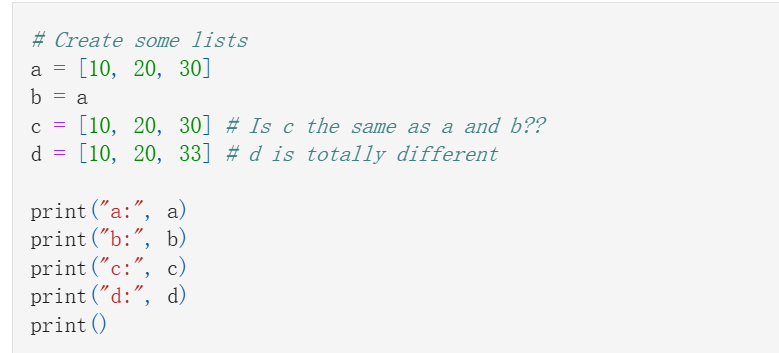 # Create some lists
a = [10, 20, 30]
b = a
c = [10, 20, 30] # Is c the same as a and b??
d = [10, 20, 33] # d is totally different
print("a:", a)
print("b:", b)
print("c:", c)
print("d:", d)
print()